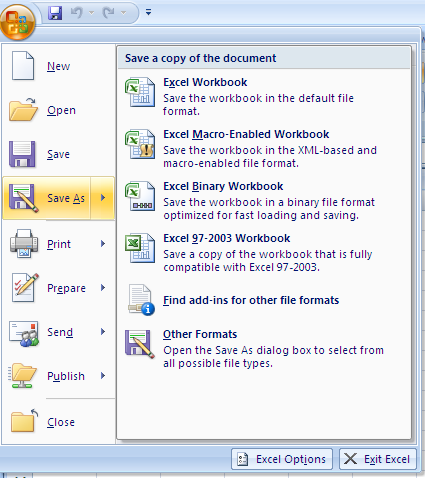 Save a copy of the document
New
Open
Save
Save As
Print
Prepare
Send
Publish
Close
Excel Workbook
Save the workbook in the default file
format.
Excel Macro-Enabled Workbook
Save the workbook in the XML-based and
macro-enabled file format.
Excel Binary Workbook
Save the workbook in a binary file format
optimized for fast loading and saving.
Excel 97-2003 Workbook
Save a copy of the workbook that is fully
compatible with Excel 97-2003.
Find add-ins for other file formats
Other Formats
Open the Save As dialog box to select from
all possible file types.
Excel Options
Exit Excel